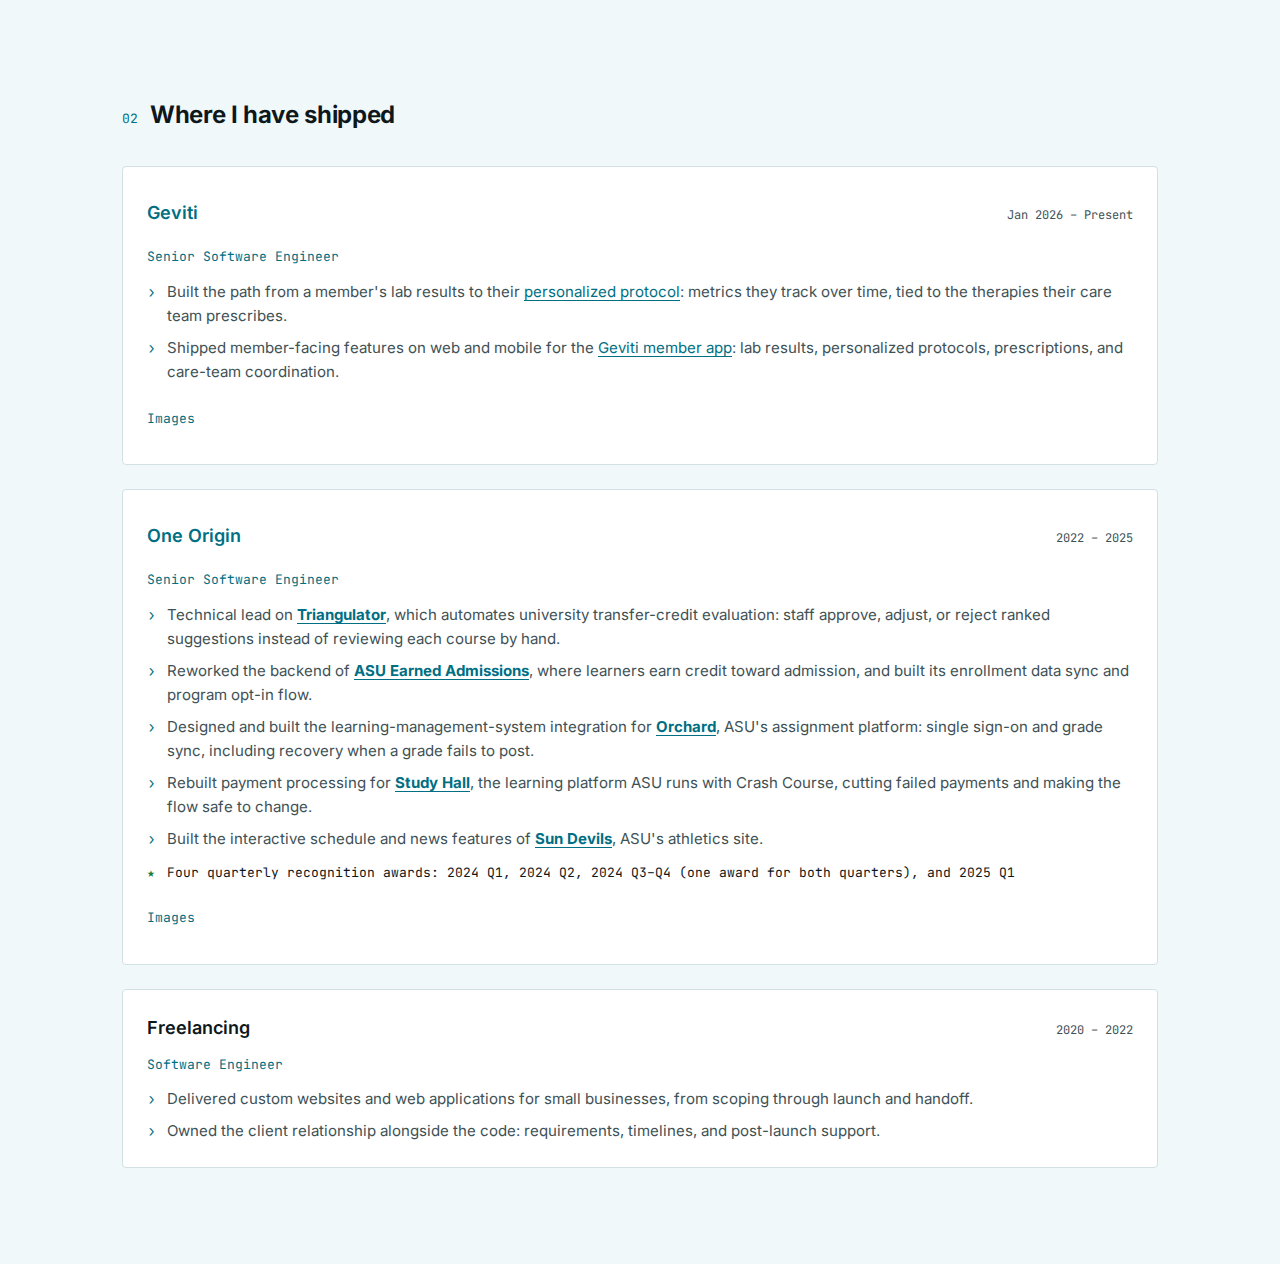 02 Where I have shipped
Geviti
Jan 2026 – Present
Senior Software Engineer
› Built the path from a member's lab results to their personalized protocol: metrics they track over time, tied to the therapies their care
team prescribes.
› Shipped member-facing features on web and mobile for the Geviti member app: lab results, personalized protocols, prescriptions, and
care-team coordination.
Images
One Origin
2022 – 2025
Senior Software Engineer
› Technical lead on Triangulator, which automates university transfer-credit evaluation: staff approve, adjust, or reject ranked
suggestions instead of reviewing each course by hand.
› Reworked the backend of ASU Earned Admissions, where learners earn credit toward admission, and built its enrollment data sync and
program opt-in flow.
› Designed and built the learning-management-system integration for Orchard, ASU's assignment platform: single sign-on and grade
sync, including recovery when a grade fails to post.
› Rebuilt payment processing for Study Hall, the learning platform ASU runs with Crash Course, cutting failed payments and making the
flow safe to change.
› Built the interactive schedule and news features of Sun Devils, ASU's athletics site.
★ Four quarterly recognition awards: 2024 Q1, 2024 Q2, 2024 Q3–Q4 (one award for both quarters), and 2025 Q1
Images
Freelancing
2020 – 2022
Software Engineer
› Delivered custom websites and web applications for small businesses, from scoping through launch and handoff.
› Owned the client relationship alongside the code: requirements, timelines, and post-launch support.